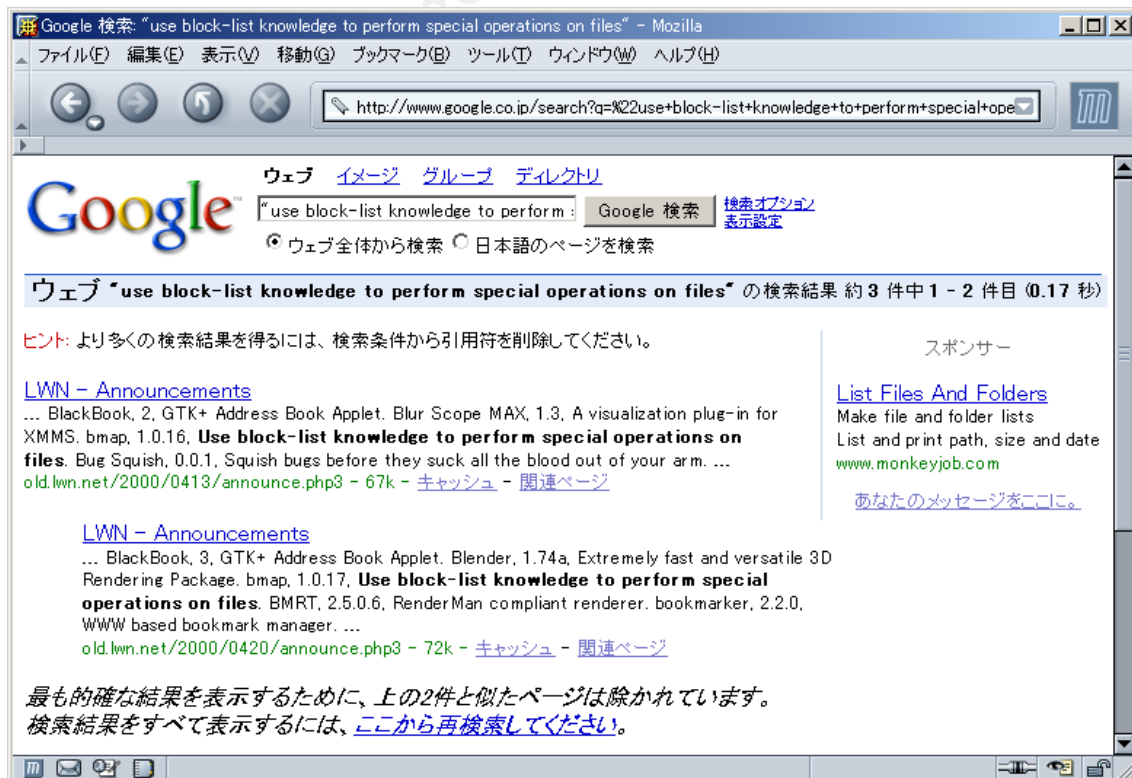 Google 検索: "use block-list knowledge to perform special operations on files" - Mozilla
ファイル(F) 編集(E) 表示(V) 移動(G) ブックマーク(B) ツール(T) ウィンドウ(W) ヘルプ(H)
http://www.google.co.jp/search?q=%22use+block-list+knowledge+to+perform+special+ope
Google™
ウェブ イメージ グループ ディレクトリ
"use block-list knowledge to perform : Google 検索 検索オプション
表示設定
ウェブ全体から検索 日本語のページを検索
ウェブ "use block-list knowledge to perform special operations on files" の検索結果 約 3 件中 1 - 2 件目 (0.17 秒)
ヒント: より多くの検索結果を得るには、検索条件から引用符を削除してください。
LWN - Announcements
... BlackBook, 2, GTK+ Address Book Applet. Blur Scope MAX, 1.3, A visualization plug-in for
XMMS. bmap, 1.0.16, Use block-list knowledge to perform special operations on
files. Bug Squish, 0.0.1, Squish bugs before they suck all the blood out of your arm. ...
old.lwn.net/2000/0413/announce.php3 - 67k - キャッシュ - 関連ページ
LWN - Announcements
... BlackBook, 3, GTK+ Address Book Applet. Blender, 1.74a, Extremely fast and versatile 3D
Rendering Package. bmap, 1.0.17, Use block-list knowledge to perform special
operations on files. BMRT, 2.5.0.6, RenderMan compliant renderer. bookmarker, 2.2.0,
WWW based bookmark manager. ...
old.lwn.net/2000/0420/announce.php3 - 72k - キャッシュ - 関連ページ
スポンサー
List Files And Folders
Make file and folder lists
List and print path, size and date
www.monkeyjob.com
あなたのメッセージをここに。
最も的確な結果を表示するために、上の2件と似たページは除かれています。
検索結果をすべて表示するには、ここから再検索してください。